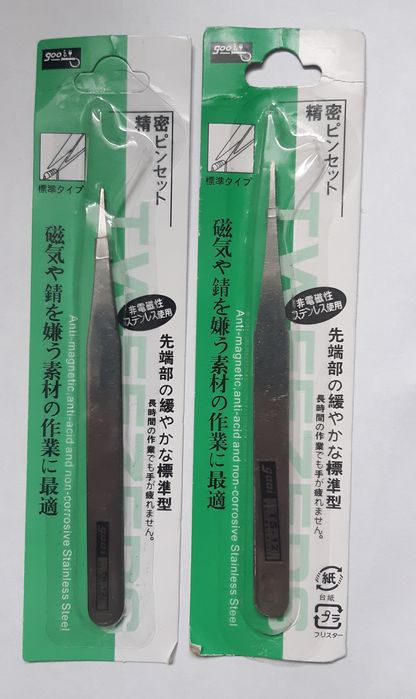 goot
精密ピンセット
標準タイプ
TWEEZERS
非電磁性
ステンレス使用
先端部の緩やかな標準型
長時間の作業でも手が疲れません。
磁気や錆を嫌う素材の作業に最適
Anti-magnetic,anti-acid and non-corrosive Stainless Steel
goot
goot
精密ピンセット
標準タイプ
TWEEZERS
非電磁性
ステンレス使用
先端部の緩やかな標準型
長時間の作業でも手が疲れません。
磁気や錆を嫌う素材の作業に最適
Anti-magnetic,anti-acid and non-corrosive Stainless Steel
goot
TS-12
紙
台紙
プラ
ブリスター